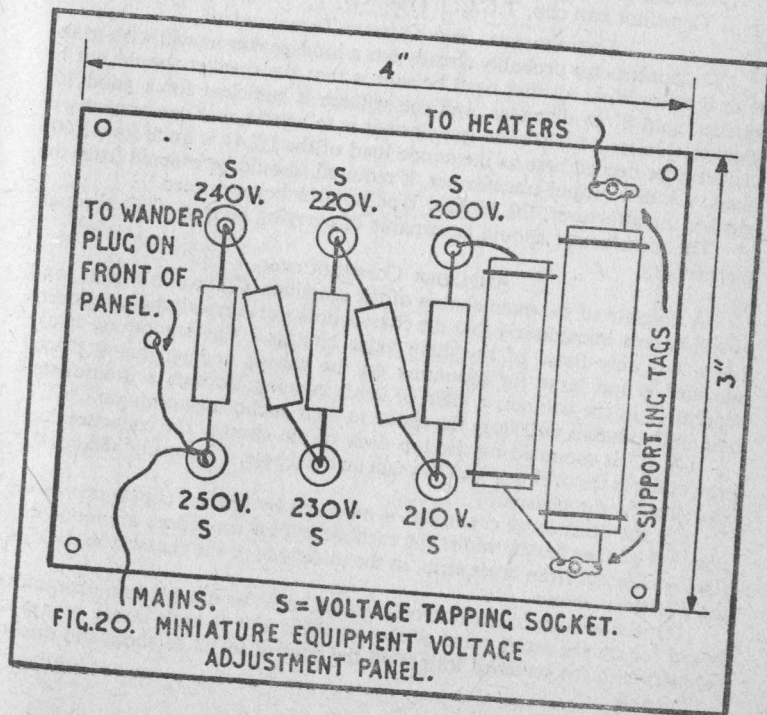 4"
TO HEATERS
S S S
240V. 220V. 200V.
TO WANDER
PLUG ON
FRONT OF
PANEL.
3"
SUPPORTING TAGS
250V. 230V. 210V.
S S S
MAINS. S = VOLTAGE TAPPING SOCKET.
FIG.20. MINIATURE EQUIPMENT VOLTAGE
ADJUSTMENT PANEL.